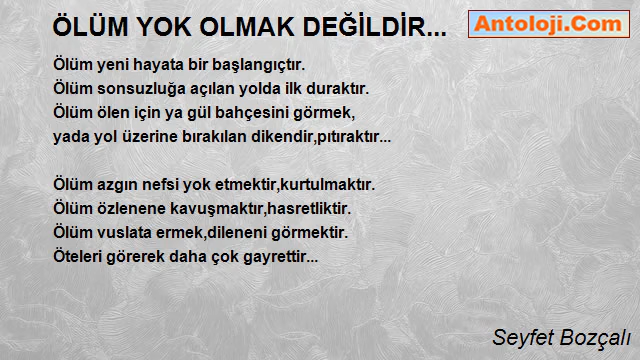 ÖLÜM YOK OLMAK DEĞİLDİR...
Antoloji.Com
Ölüm yeni hayata bir başlangıçtır.
Ölüm sonsuzluğa açılan yolda ilk duraktır.
Ölüm ölen için ya gül bahçesini görmek,
yada yol üzerine bırakılan dikendir,pıtıraktır...
Ölüm azgın nefsi yok etmektir,kurtulmaktır.
Ölüm özlenene kavuşmaktır,hasretliktir.
Ölüm vuslata ermek,dileneni görmektir.
Öteleri görerek daha çok gayrettir...
Seyfet Bozçalı